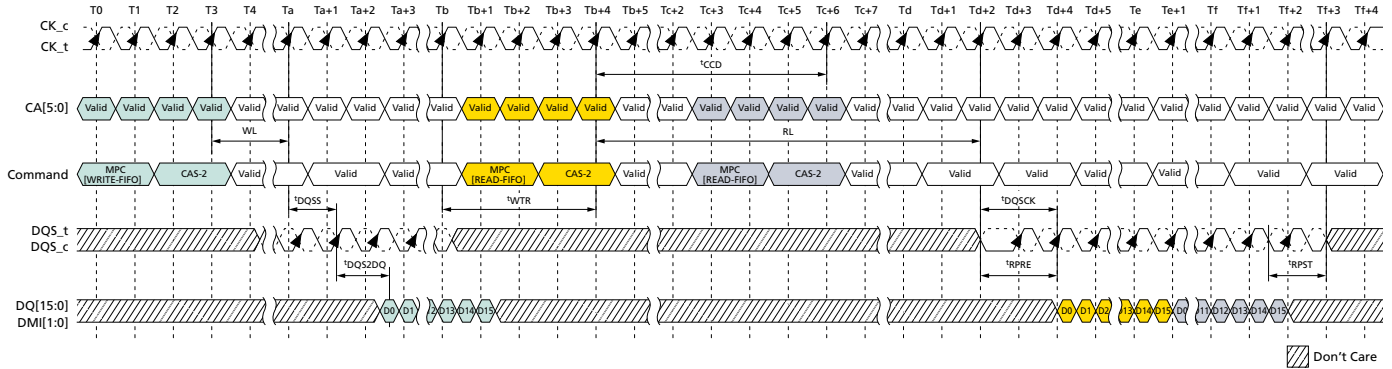 T0 T1 T2 T3 T4 Ta Ta+1 Ta+2 Ta+3 Tb Tb+1 Tb+2 Tb+3 Tb+4 Tb+5 Tc+2 Tc+3 Tc+4 Tc+5 Tc+6 Tc+7 Td Td+1 Td+2 Td+3 Td+4 Td+5 Te Te+1 Tf Tf+1 Tf+2 Tf+3 Tf+4
CK_c
CK_t
tCCD
CA[5:0] Valid Valid Valid Valid Valid Valid Valid Valid Valid Valid Valid Valid Valid Valid Valid Valid Valid Valid Valid Valid Valid Valid Valid Valid Valid Valid Valid Valid Valid Valid Valid Valid Valid Valid
WL RL
Command MPC [WRITE-FIFO] CAS-2 Valid Valid Valid Valid MPC [READ-FIFO] CAS-2 Valid MPC [READ-FIFO] CAS-2 Valid Valid Valid Valid Valid Valid Valid
tDQSS tWTR tDQSCK
DQS_t
DQS_c
tDQS2DQ tRPRE tRPST
DQ[15:0]
DMI[1:0]
D0 D1 D13 D14 D15 D0 D1 D2 D13 D14 D15 D0 D11 D12 D13 D14 D15
Don't Care